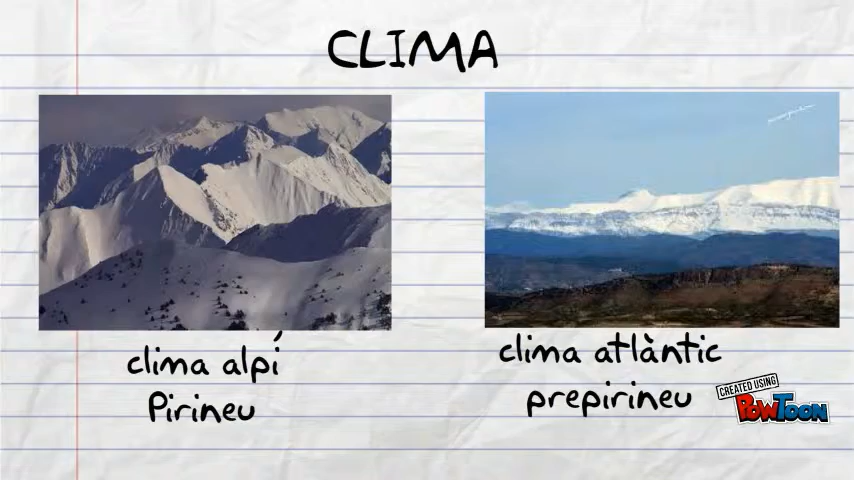 CLIMA
clima alpí
Pirineu
clima atlàntic
prepirineu
CREATED USING
POWTOON